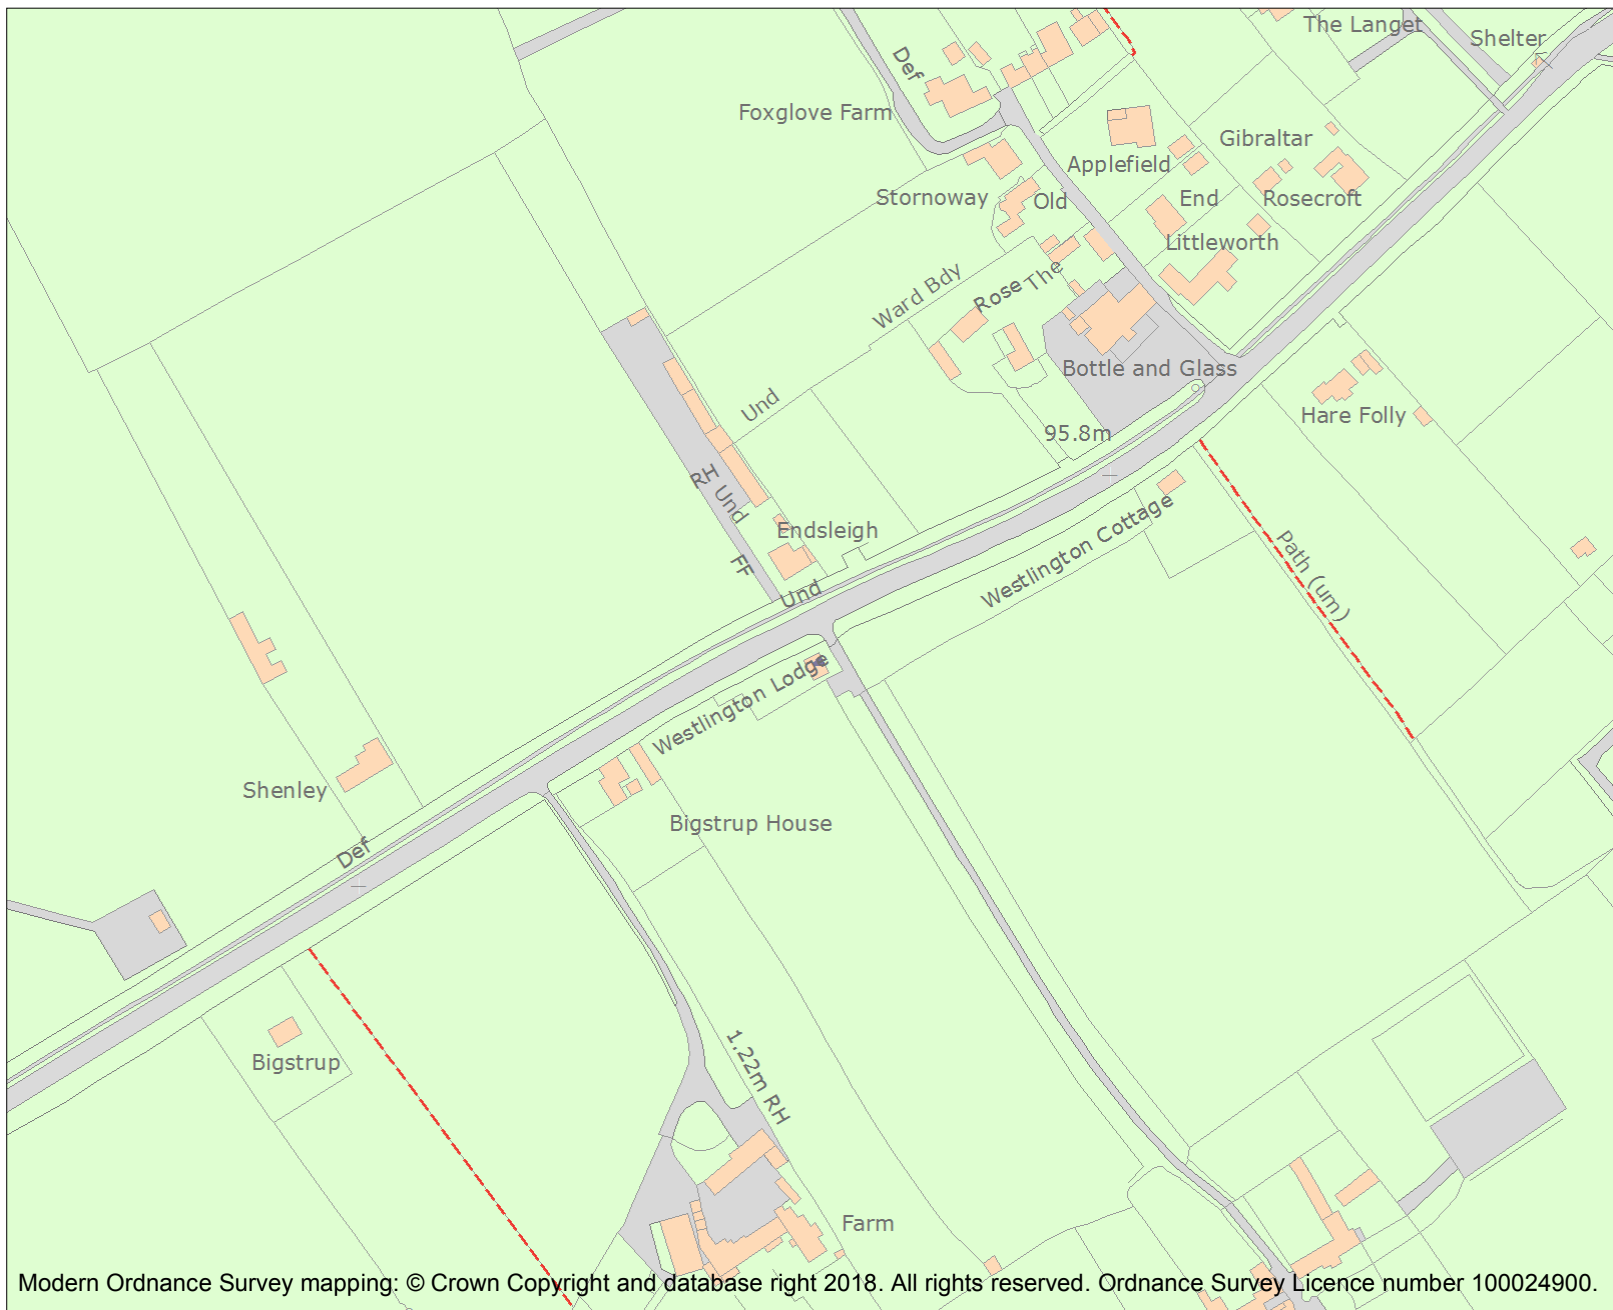 The Langet
Shelter
Def
Foxglove Farm
Gibraltar
Applefield
Stornoway
Old
End
Rosecroft
Littleworth
Ward Bdy
Rose
The
Bottle and Glass
Und
Hare Folly
95.8m
RH
Und
Endsleigh
FF
Und
Westlington Cottage
Path (um)
Westlington Lodge
Shenley
Bigstrup House
Def
Bigstrup
1.22m RH
Farm
Modern Ordnance Survey mapping: © Crown Copyright and database right 2018. All rights reserved. Ordnance Survey Licence number 100024900.